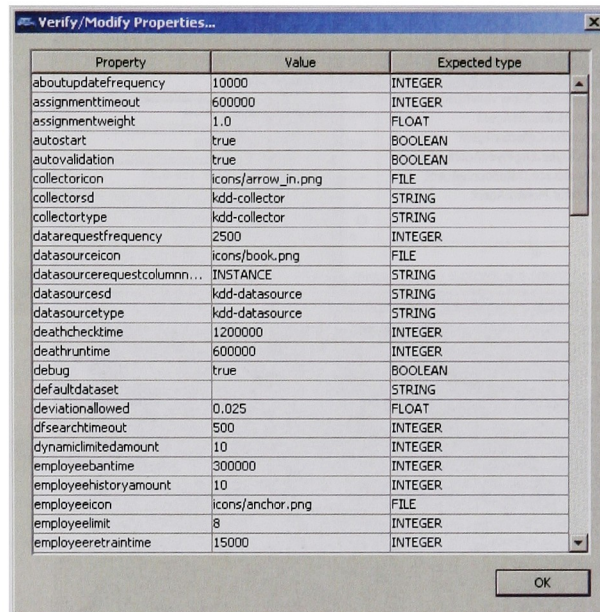 Verify/Modify Properties...
Property Value Expected type
aboutupdatefrequency 10000 INTEGER
assignmenttimeout 600000 INTEGER
assignmentweight 1.0 FLOAT
autostart true BOOLEAN
autovalidation true BOOLEAN
collectoricon icons/arrow_in.png FILE
collectorsd kdd-collector STRING
collectortype kdd-collector STRING
datarequestfrequency 2500 INTEGER
datasourceicon icons/book.png FILE
datasourcerequestcolumnn... INSTANCE STRING
datasourcesd kdd-datasource STRING
datasourcetype kdd-datasource STRING
deathchecktime 1200000 INTEGER
deathruntime 600000 INTEGER
debug true BOOLEAN
defaultdataset STRING
deviationallowed 0.025 FLOAT
dfsearchtimeout 500 INTEGER
dynamiclimitedamount 10 INTEGER
employeebantime 300000 INTEGER
employeehistoryamount 10 INTEGER
employeeicon icons/anchor.png FILE
employeelimit 8 INTEGER
employeeretraintime 15000 INTEGER
OK